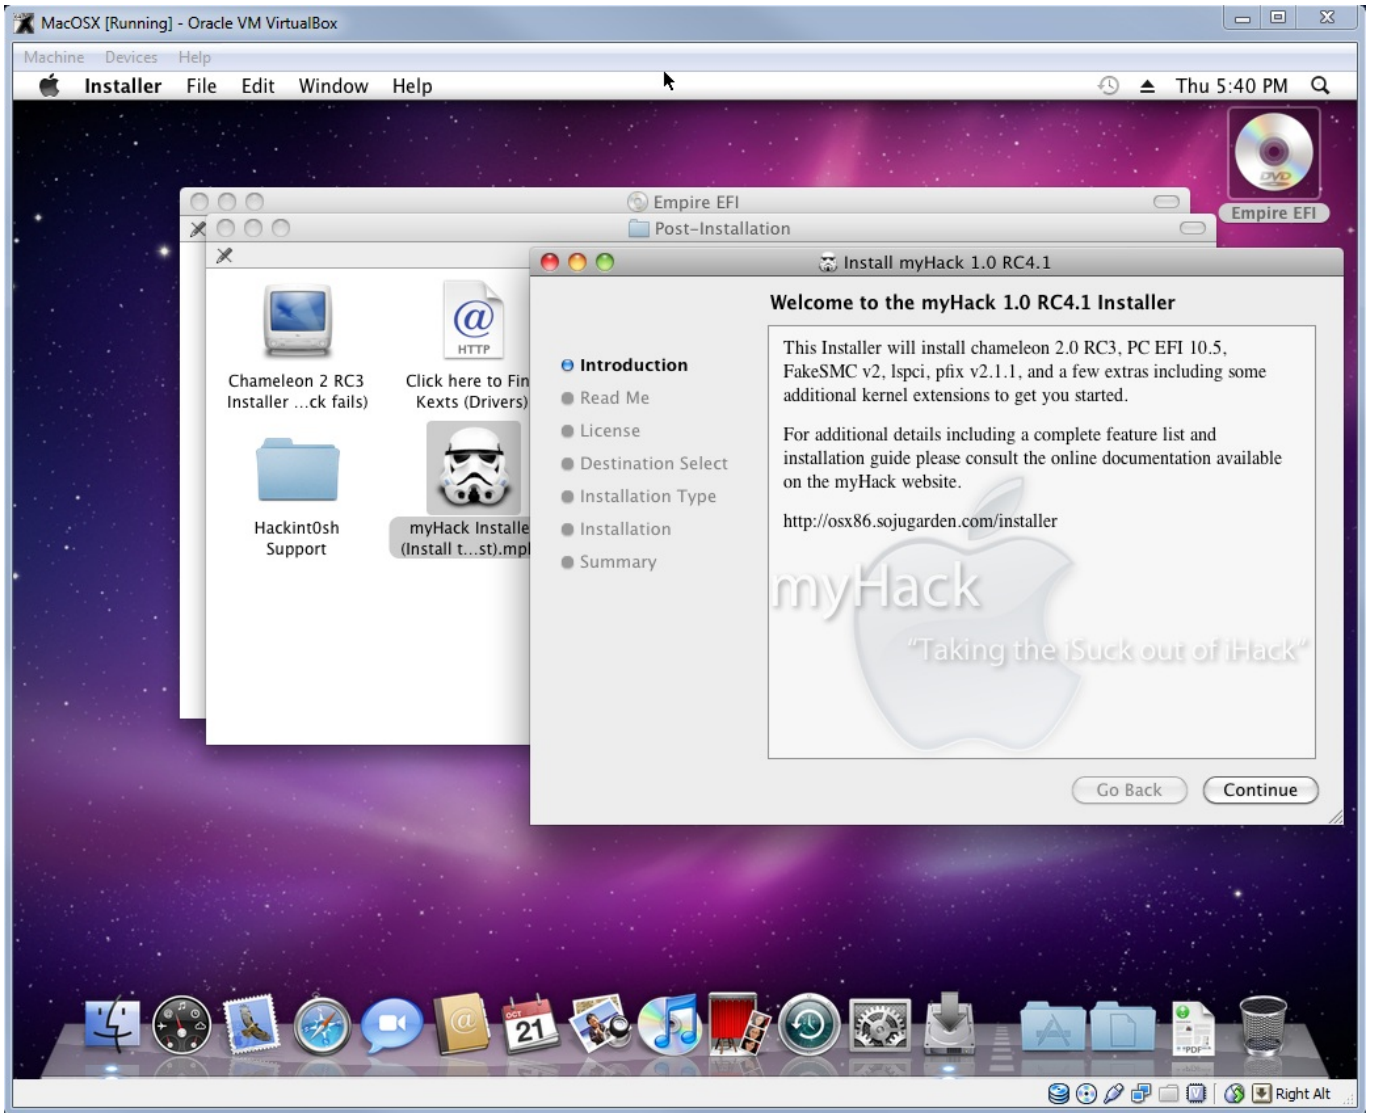 MacOSX [Running] - Oracle VM VirtualBox
Machine Devices Help
Installer File Edit Window Help Thu 5:40 PM
DVD
Empire EFI
Empire EFI
Post-Installation
Install myHack 1.0 RC4.1
Welcome to the myHack 1.0 RC4.1 Installer
@
HTTP
Chameleon 2 RC3
Installer ...ck fails)
Click here to Fin
Kexts (Drivers)
Hackint0sh
Support
myHack Installe
(Install t...st).mpl
Introduction
Read Me
License
Destination Select
Installation Type
Installation
Summary
This Installer will install chameleon 2.0 RC3, PC EFI 10.5,
FakeSMC v2, lspci, pfix v2.1.1, and a few extras including some
additional kernel extensions to get you started.
For additional details including a complete feature list and
installation guide please consult the online documentation available
on the myHack website.
http://osx86.sojugarden.com/installer
myHack
“Taking the iSuck out of iHack”
Go Back
Continue
@
OCT
21
PDF
Right Alt